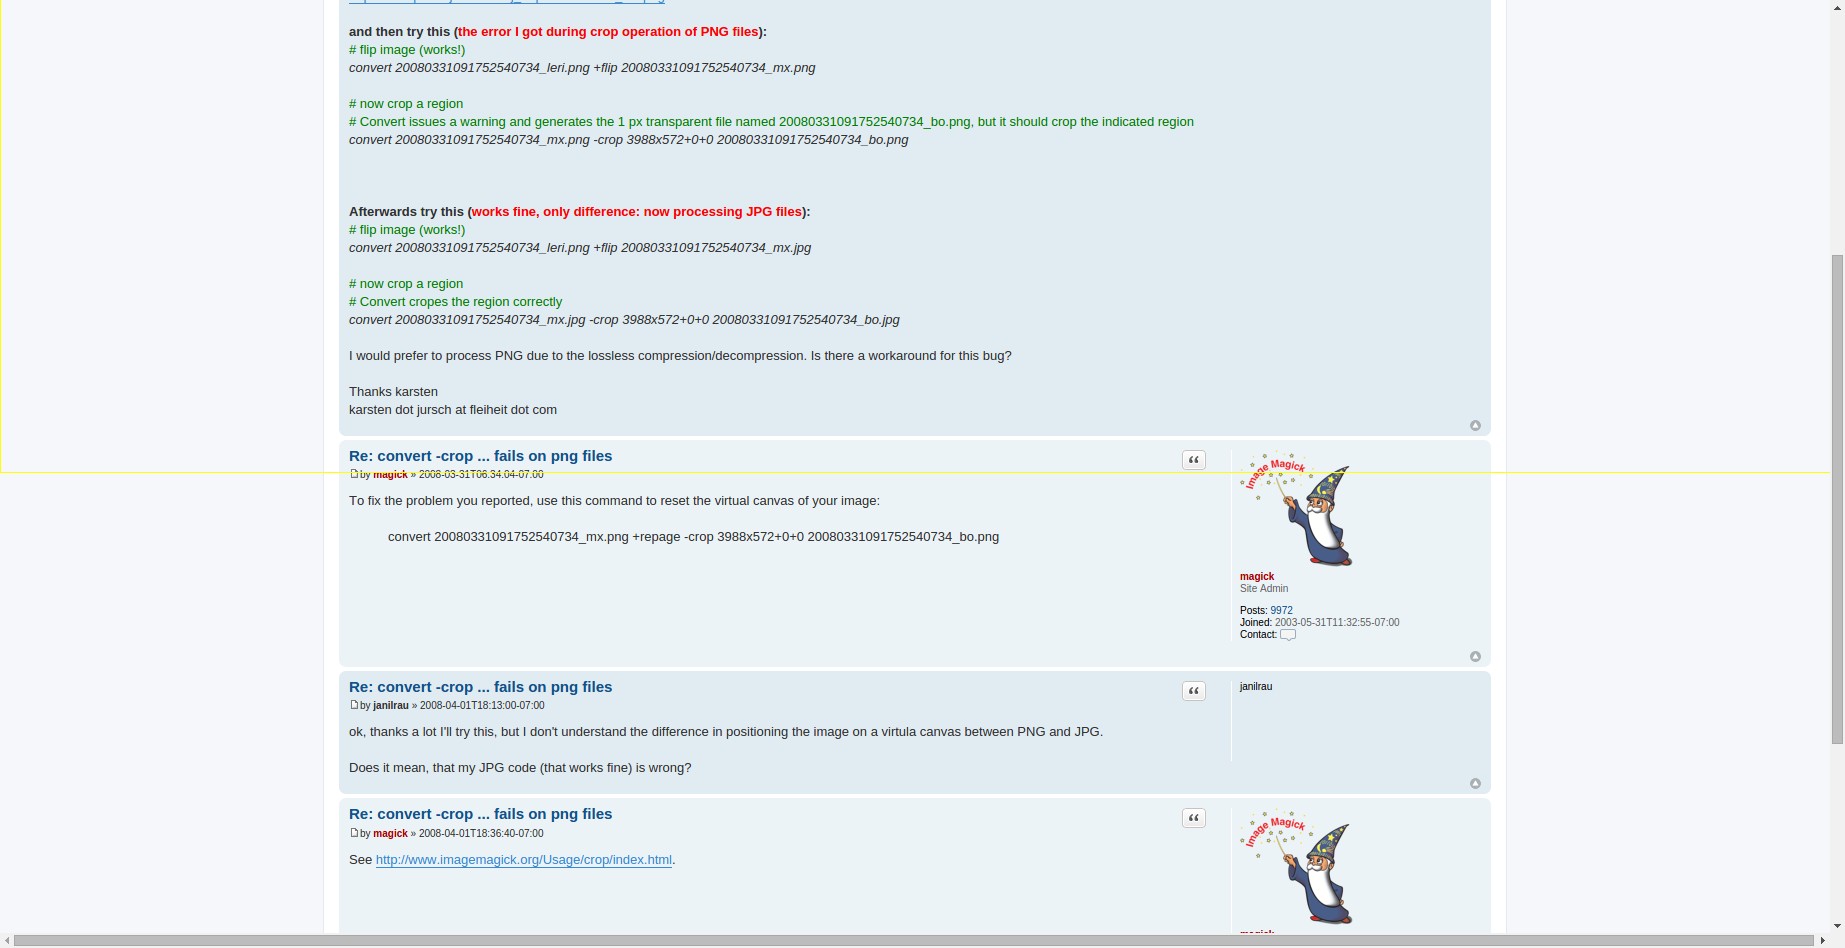 and then try this (the error I got during crop operation of PNG files):
# flip image (works!)
convert 20080331091752540734_leri.png +flip 20080331091752540734_mx.png
# now crop a region
# Convert issues a warning and generates the 1 px transparent file named 20080331091752540734_bo.png, but it should crop the indicated region
convert 20080331091752540734_mx.png -crop 3988x572+0+0 20080331091752540734_bo.png
Afterwards try this (works fine, only difference: now processing JPG files):
# flip image (works!)
convert 20080331091752540734_leri.png +flip 20080331091752540734_mx.jpg
# now crop a region
# Convert cropes the region correctly
convert 20080331091752540734_mx.jpg -crop 3988x572+0+0 20080331091752540734_bo.jpg
I would prefer to process PNG due to the lossless compression/decompression. Is there a workaround for this bug?
Thanks karsten
karsten dot jursch at fleiheit dot com
Re: convert -crop ... fails on png files
by magick » 2008-03-31T06:34:04-07:00
To fix the problem you reported, use this command to reset the virtual canvas of your image:
convert 20080331091752540734_mx.png +repage -crop 3988x572+0+0 20080331091752540734_bo.png
Image Magick
magick
Site Admin
Posts: 9972
Joined: 2003-05-31T11:32:55-07:00
Contact:
Re: convert -crop ... fails on png files
by janilrau » 2008-04-01T18:13:00-07:00
ok, thanks a lot I'll try this, but I don't understand the difference in positioning the image on a virtula canvas between PNG and JPG.
Does it mean, that my JPG code (that works fine) is wrong?
janilrau
Re: convert -crop ... fails on png files
by magick » 2008-04-01T18:36:40-07:00
See http://www.imagemagick.org/Usage/crop/index.html.
Image Magick